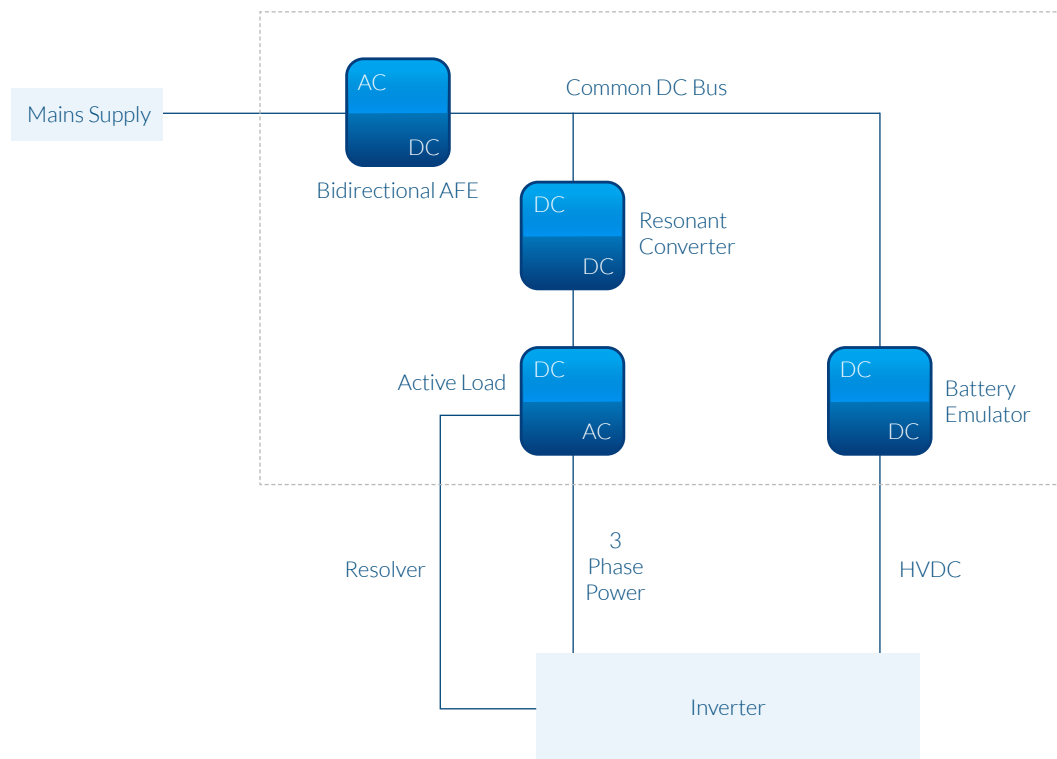 Mains Supply
AC
DC
Bidirectional AFE
Common DC Bus
DC
DC
Resonant
Converter
Active Load
DC
AC
DC
DC
Battery
Emulator
Resolver
3
Phase
Power
HVDC
Inverter